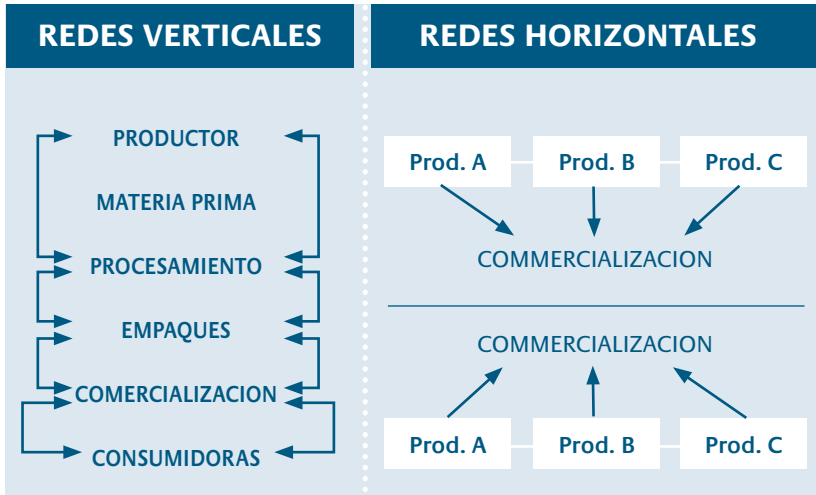 REDES VERTICALES
PRODUCTOR
MATERIA PRIMA
PROCESAMIENTO
EMPAQUES
COMERCIALIZACION
CONSUMIDORAS
REDES HORIZONTALES
Prod. A Prod. B Prod. C
COMMERCIALIZACION
COMMERCIALIZACION
Prod. A Prod. B Prod. C